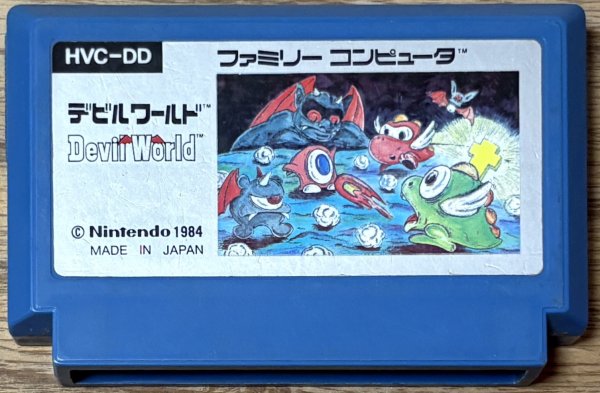 HVC-DD
ファミリー コンピュータ™
デビルワールド™
Devil World™
© Nintendo 1984
MADE IN JAPAN